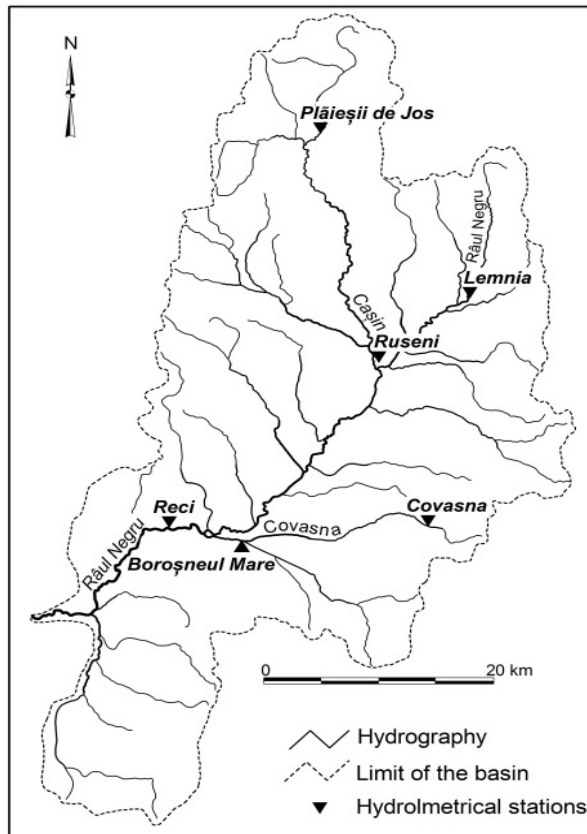 N
Plăieșii de Jos
Râul Negru
Lemnia
Casin
Ruseni
Reci
Covasna
Covasna
Râul Negru
Boroșneul Mare
0 20 km
Hydrography
Limit of the basin
Hydrolmetrical stations